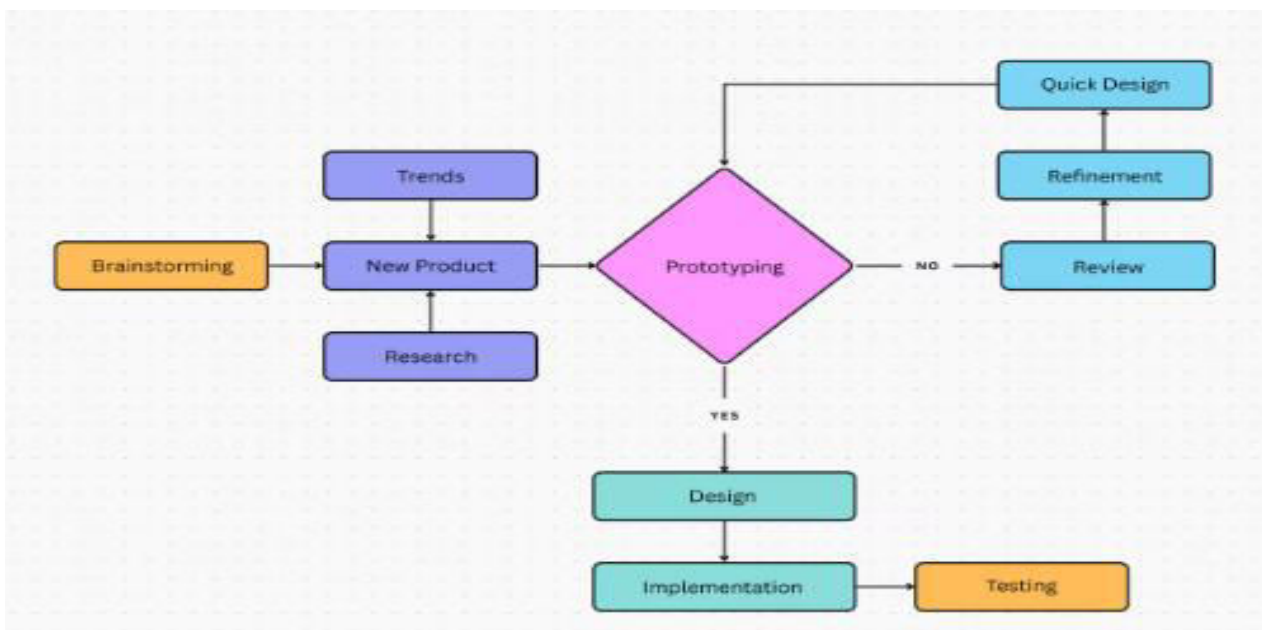 Quick Design
Trends
Refinement
Brainstorming
New Product
Prototyping
NO
Review
Research
YES
Design
Implementation
Testing